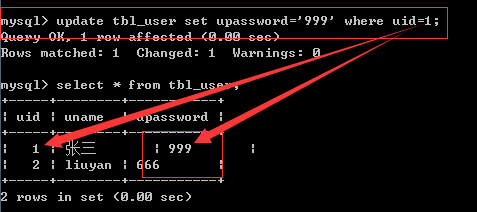 mysql> update tbl_user set upassword='999' where uid=1;
Query OK, 1 row affected (0.00 sec)
Rows matched: 1  Changed: 1  Warnings: 0
mysql> select * from tbl_user;
+-----+--------+-----------+
| uid | uname  | upassword |
+-----+--------+-----------+
|   1 | 张三      | 999       |
|   2 | liuyan | 666       |
+-----+--------+-----------+
2 rows in set (0.00 sec)